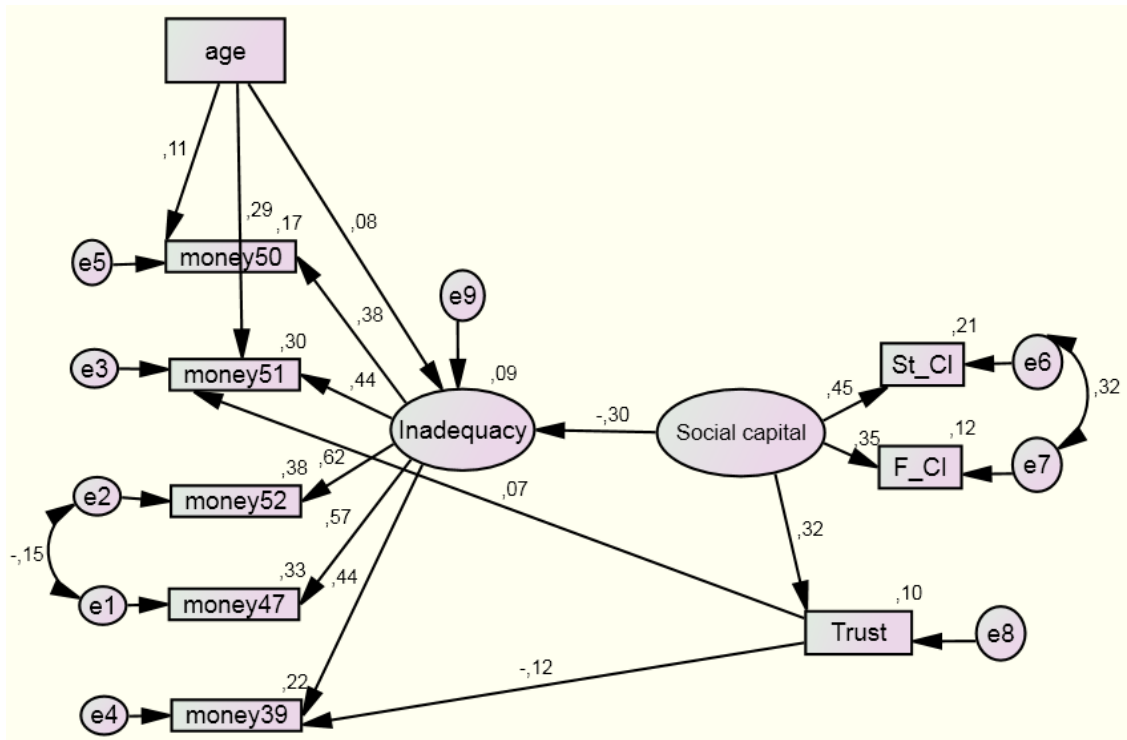 age
,11
,29
,17
,08
e5
money50
e9
,38
e3
,30
money51
,44
,09
,21
St_Cl
e6
,45
,32
Inadequacy
-,30
Social capital
,35
,12
F_Cl
e7
,62
,38
e2
money52
,07
,57
,32
-,15
,33
,44
e1
money47
,10
Trust
e8
-,12
,22
e4
money39